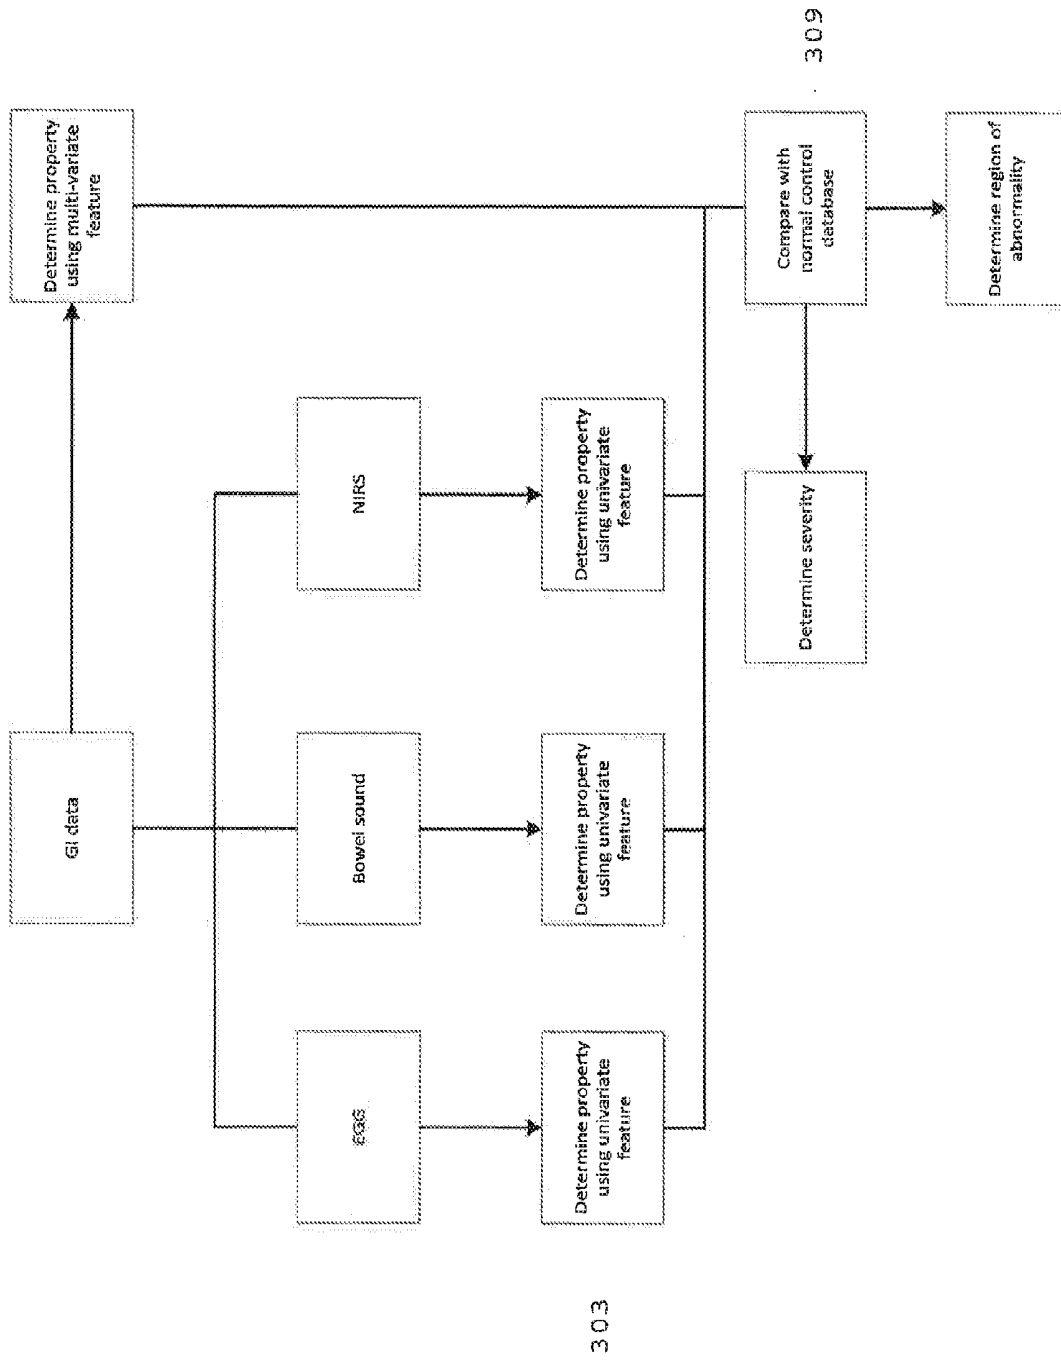 GI data
Determine property
using multi-variate
feature
EGG
Bowel sound
NIRS
303
Determine property
using univariate
feature
Determine property
using univariate
feature
Determine property
using univariate
feature
Determine severity
Compare with
normal control
database
309
Determine region of
abnormality